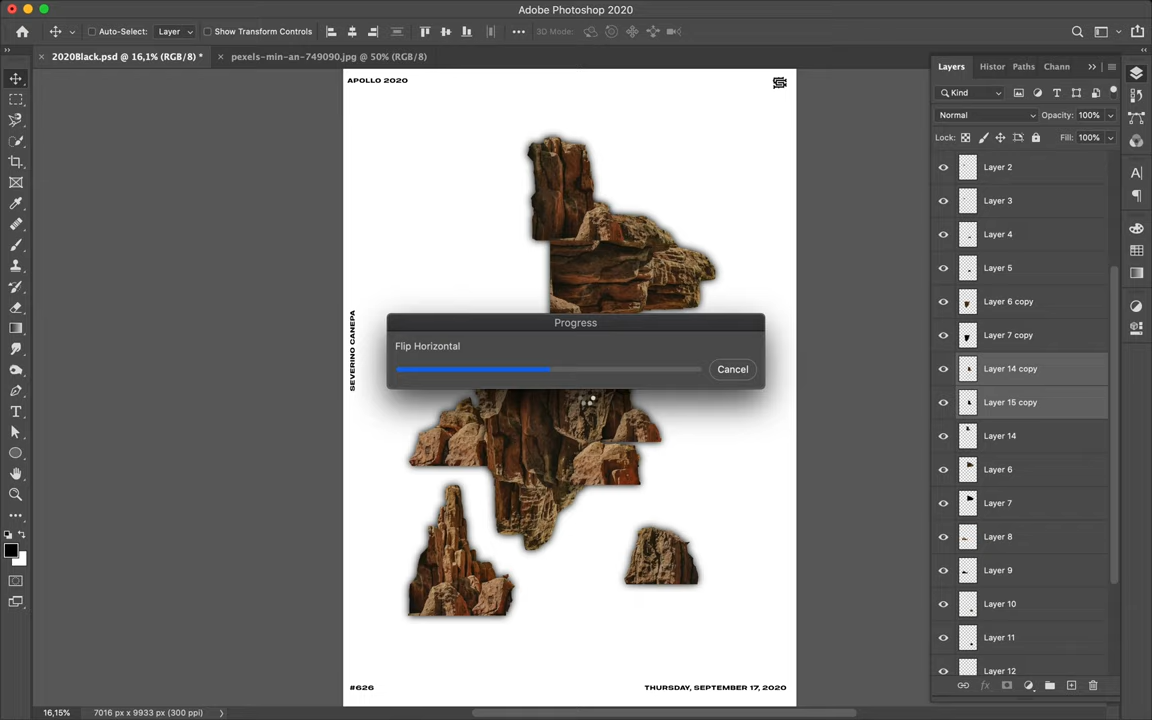 Adobe Photoshop 2020
Auto-Select:
Layer
Show Transform Controls
3D Mode:
2020Black.psd @ 16,1% (RGB/8) *
pexels-min-an-749090.jpg @ 50% (RGB/8)
Layers
Histor
Paths
Chann
Kind
Normal
Opacity: 100%
Lock:
Fill: 100%
Layer 2
Layer 3
Layer 4
Layer 5
Layer 6 copy
Layer 7 copy
Layer 14 copy
Layer 15 copy
Layer 14
Layer 6
Layer 7
Layer 8
Layer 9
Layer 10
Layer 11
Layer 12
APOLLO 2020
SEVERINO CANEPA
Progress
Flip Horizontal
Cancel
#626
THURSDAY, SEPTEMBER 17, 2020
16,15%
7016 px x 9933 px (300 ppi)